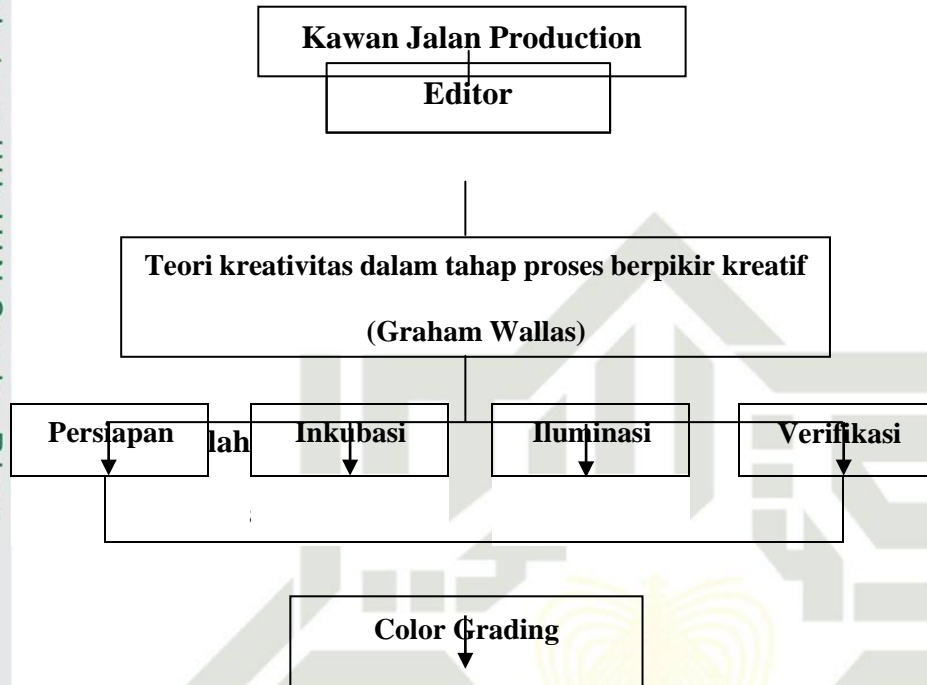 Kawan Jalan Production
Editor
Teori kreativitas dalam tahap proses berpikir kreatif
(Graham Wallas)
Persiapan lah Inkubasi Iluminasi Verifikasi
Color Grading